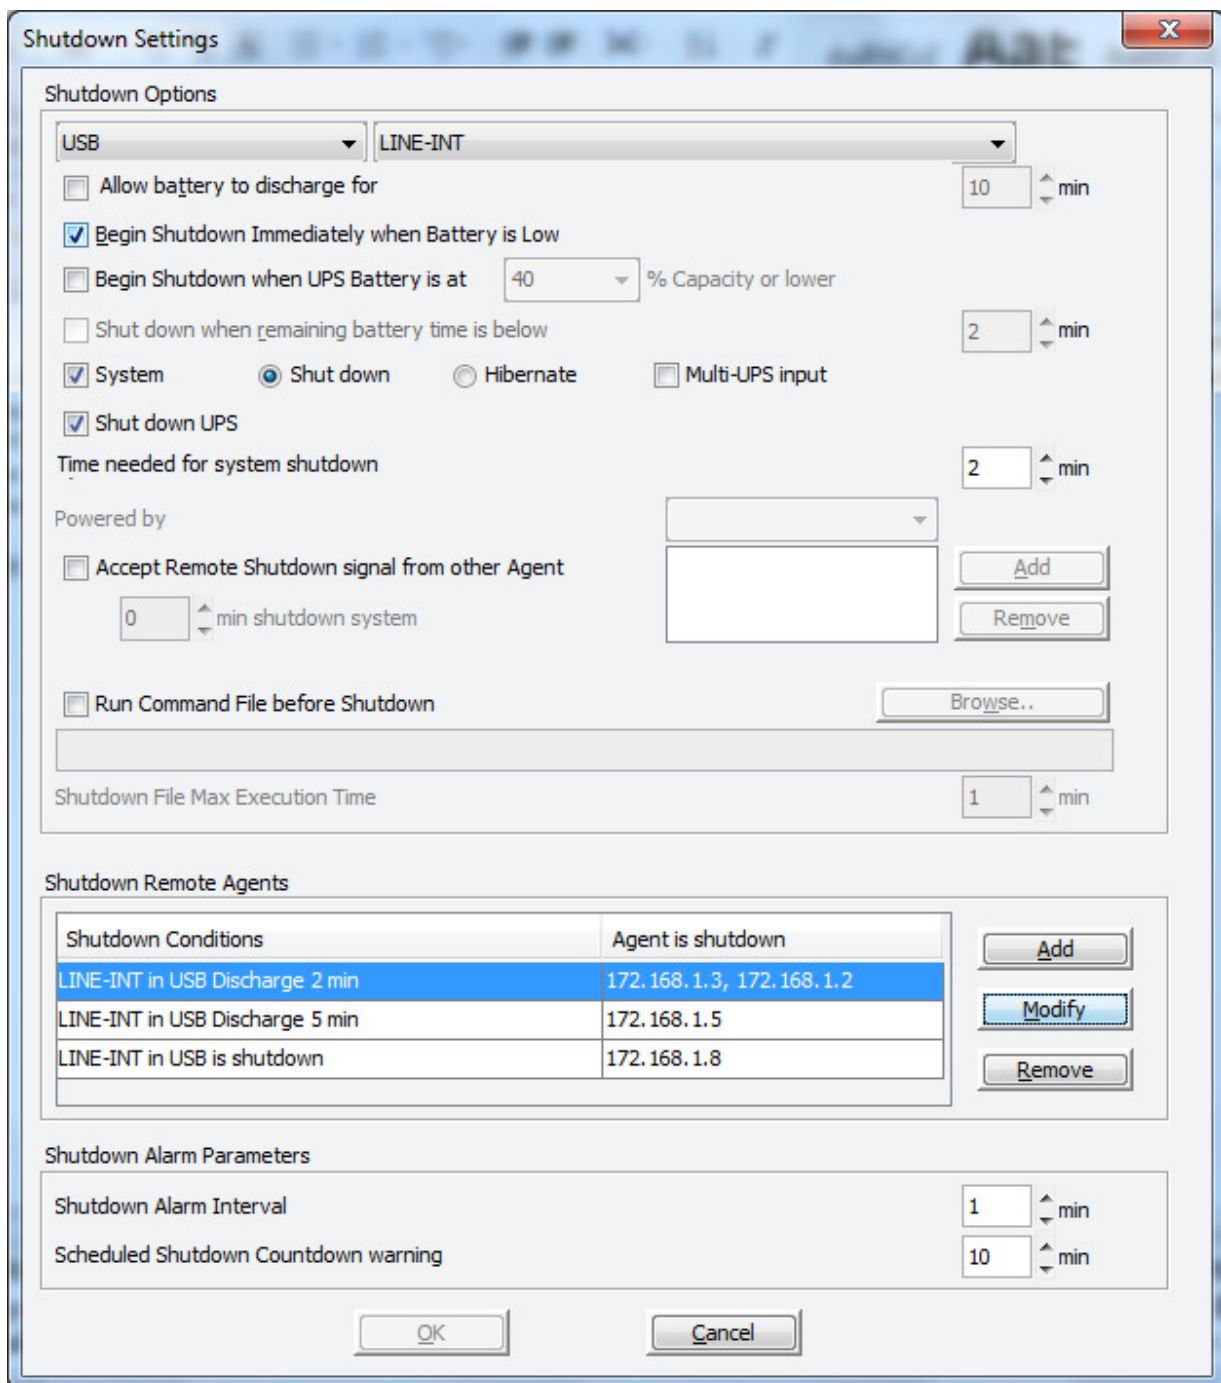 Shutdown Settings
Shutdown Options
USB LINE-INT
Allow battery to discharge for 10 min
Begin Shutdown Immediately when Battery is Low
Begin Shutdown when UPS Battery is at 40 % Capacity or lower
Shut down when remaining battery time is below 2 min
System Shut down Hibernate Multi-UPS input
Shut down UPS
Time needed for system shutdown 2 min
Powered by
Accept Remote Shutdown signal from other Agent Add
0 min shutdown system Remove
Run Command File before Shutdown Browse..
Shutdown File Max Execution Time 1 min
Shutdown Remote Agents
Shutdown Conditions Agent is shutdown Add
LINE-INT in USB Discharge 2 min 172.168.1.3, 172.168.1.2
LINE-INT in USB Discharge 5 min 172.168.1.5 Modify
LINE-INT in USB is shutdown 172.168.1.8 Remove
Shutdown Alarm Parameters
Shutdown Alarm Interval 1 min
Scheduled Shutdown Countdown warning 10 min
OK Cancel